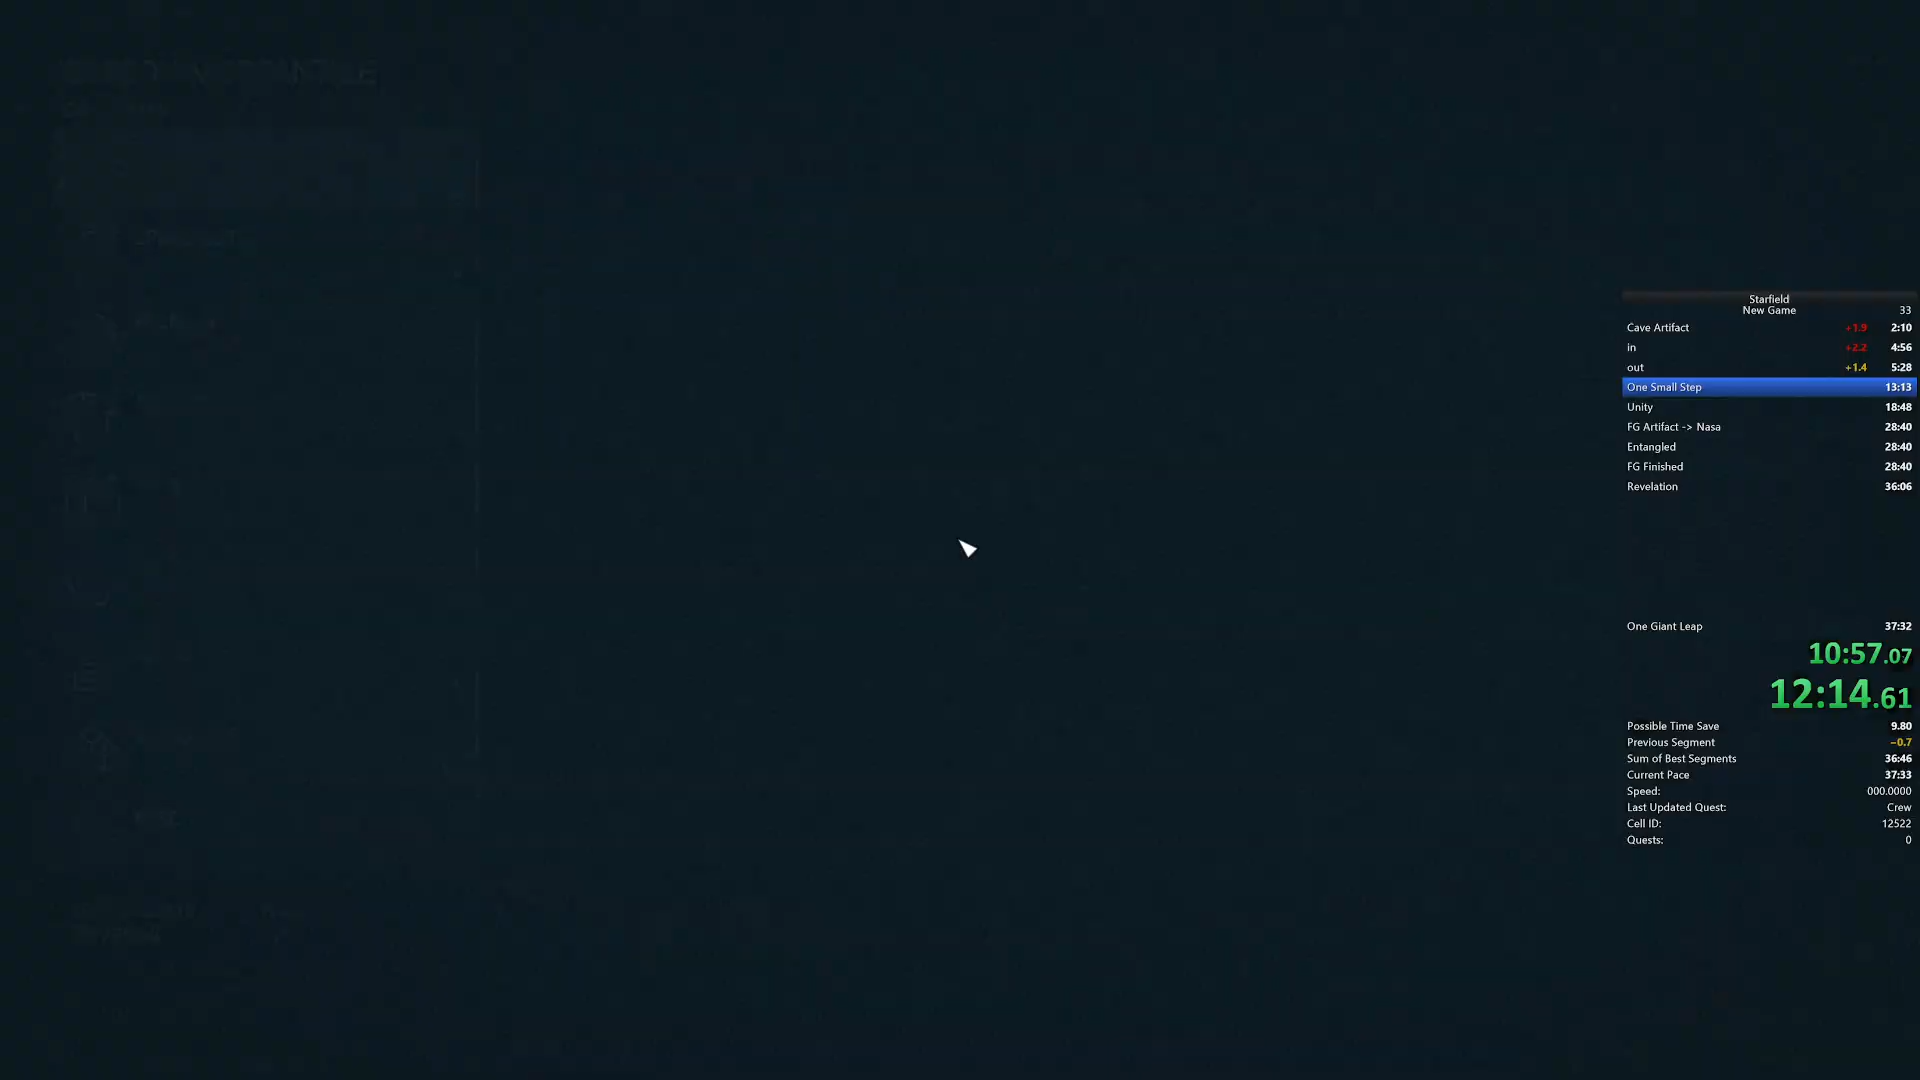 Starfield
New Game 33
Cave Artifact +1.9 2:10
in +2.2 4:56
out +1.4 5:28
One Small Step 13:13
Unity 18:48
FG Artifact -> Nasa 28:40
Entangled 28:40
FG Finished 28:40
Revelation 36:06
One Giant Leap 37:32
10:57.07
12:14.61
Possible Time Save 9.80
Previous Segment −0.7
Sum of Best Segments 36:46
Current Pace 37:33
Speed: 000.0000
Last Updated Quest: Crew
Cell ID: 12522
Quests: 0